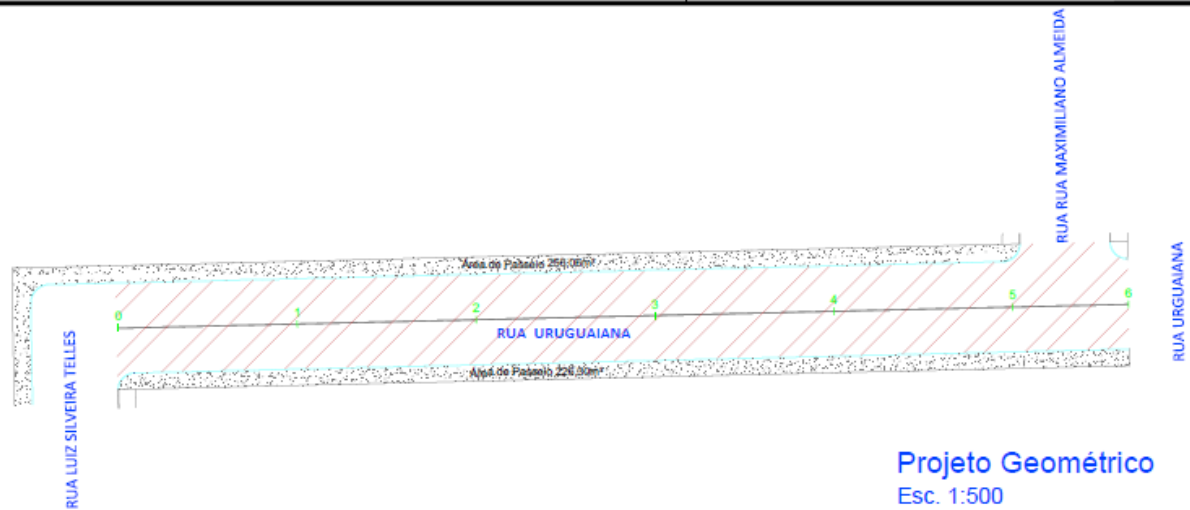 RUA RUA MAXIMILIANO ALMEIDA
Área de Passeio 256,06m²
0
1
2
3
4
5
6
RUA URUGUAIANA
RUA URGUAIANA
Área de Passeio 226,30m²
RUA LUIZ SILVEIRA TELLES
Projeto Geométrico
Esc. 1:500